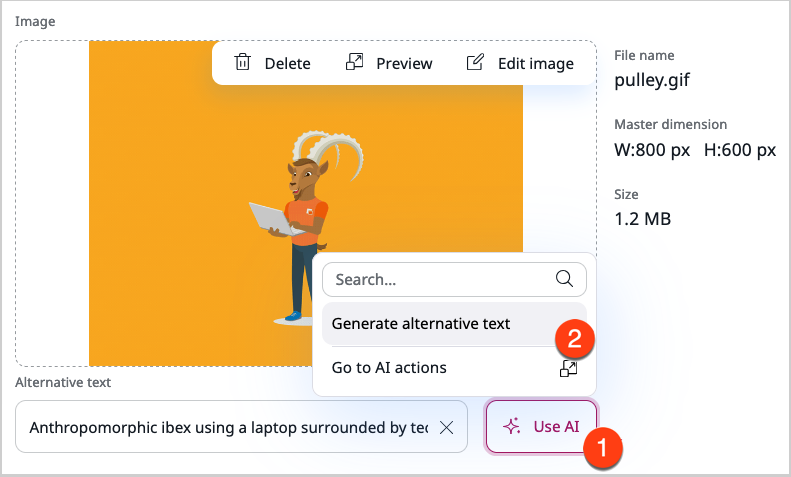 Image
Delete
Preview
Edit image
File name
pulley.gif
Master dimension
W:800 px H:600 px
Size
1.2 MB
Search...
Generate alternative text
2
Go to AI actions
Alternative text
Anthropomorphic ibex using a laptop surrounded by
Use AI
1